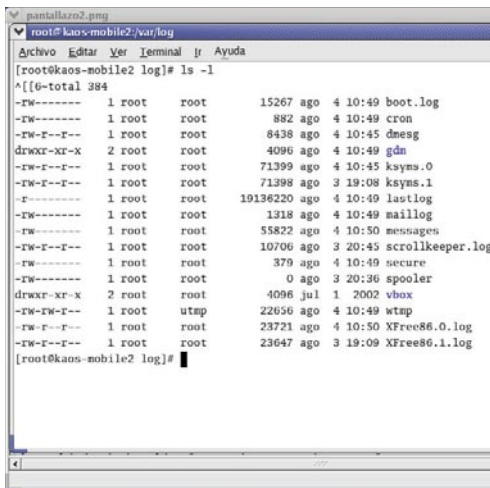 pantallazo2.png
root@kaos-mobile2:/var/log
Archivo Editar Ver Terminal Ir Ayuda
[root@kaos-mobile2 log]# ls -l
^[[6~total 384
-rw------- 1 root root 15267 ago 4 10:49 boot.log
-rw------- 1 root root 882 ago 4 10:49 cron
-rw-r--r-- 1 root root 8438 ago 4 10:45 dmesg
drwxr-xr-x 2 root root 4096 ago 4 10:49 gdm
-rw-r--r-- 1 root root 71399 ago 4 10:45 ksyms.0
-rw-r--r-- 1 root root 71398 ago 3 19:08 ksyms.1
-r-------- 1 root root 19136220 ago 4 10:49 lastlog
-rw------- 1 root root 1318 ago 4 10:49 maillog
-rw------- 1 root root 55822 ago 4 10:50 messages
-rw-r--r-- 1 root root 10706 ago 3 20:45 scrollkeeper.log
-rw------- 1 root root 379 ago 4 10:49 secure
-rw------- 1 root root 0 ago 3 20:36 spooler
drwxr-xr-x 2 root root 4096 jul 1 2002 vbox
-rw-rw-r-- 1 root utmp 22656 ago 4 10:49 wtmp
-rw-r--r-- 1 root root 23721 ago 4 10:50 XFree86.0.log
-rw-r--r-- 1 root root 23647 ago 3 19:09 XFree86.1.log
[root@kaos-mobile2 log]#